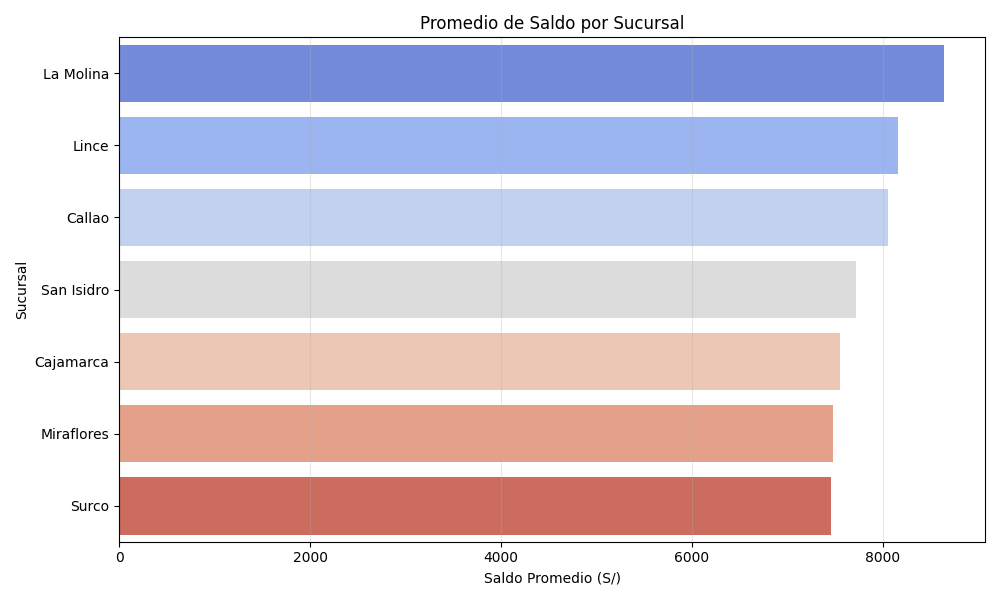 Promedio de Saldo por Sucursal
Sucursal
La Molina
Lince
Callao
San Isidro
Cajamarca
Miraflores
Surco
0 2000 4000 6000 8000
Saldo Promedio (S/)